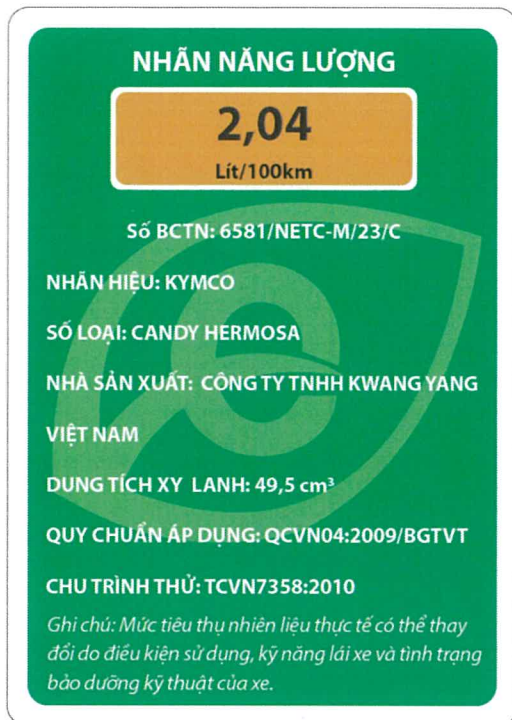 NHÃN NĂNG LƯỢNG
2,04
Lít/100km
Số BCTN: 6581/NETC-M/23/C
NHÃN HIỆU: KYMCO
SỐ LOẠI: CANDY HERMOSA
NHÀ SẢN XUẤT: CÔNG TY TNHH KWANG YANG
VIỆT NAM
DUNG TÍCH XY LANH: 49,5 cm³
QUY CHUẨN ÁP DỤNG: QCVN04:2009/BGTVT
CHU TRÌNH THỬ: TCVN7358:2010
Ghi chú: Mức tiêu thụ nhiên liệu thực tế có thể thay
đổi do điều kiện sử dụng, kỹ năng lái xe và tình trạng
bảo dưỡng kỹ thuật của xe.